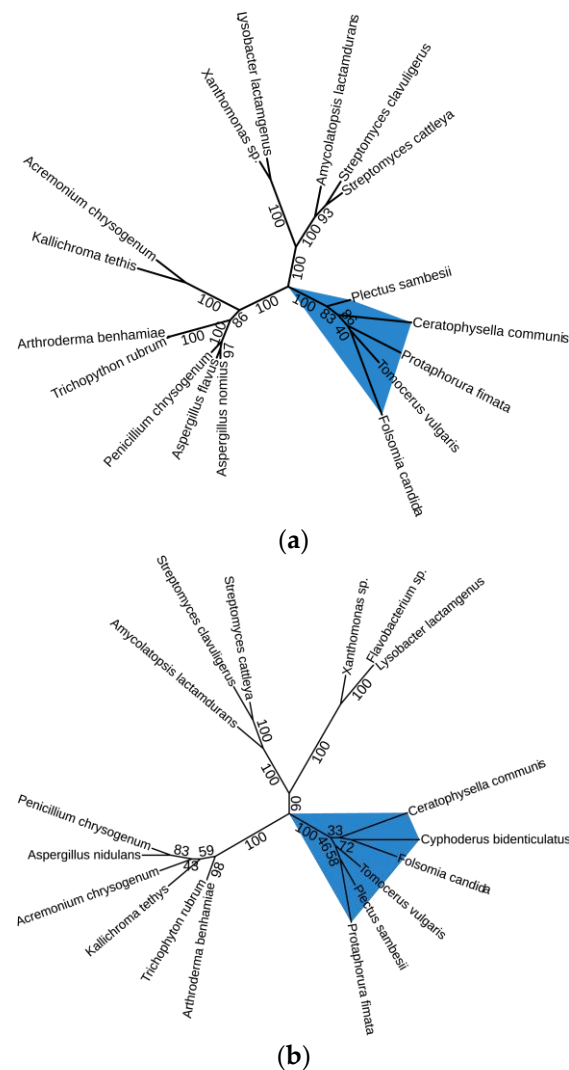 Lysobacter lactamgenus
Xanthomonas sp.
Amycolatopsis lactamdurans
Streptomyces clavuligerus
Streptomyces cattleya
Acremonium chrysogenum
Kallichroma tethis
100
100
93
100
100
100
86
100
100
97
100
83
86
40
Plectus sambesii
Ceratophysella communis
Protaphorura fimata
Tomocerus vulgaris
Folsomia candida
Arthroderma benhamiae
Trichopython rubrum
Penicillium chrysogenum
Aspergillus flavus
Aspergillus nomius
(a)
Streptomyces clavuligerus
Streptomyces cattleya
Amycolatopsis lactamdurans
Xanthomonas sp.
Flavobacterium sp.
Lysobacter lactamgenus
100
100
100
100
90
100
100
33
46
58
72
Ceratophysella communis
Cyphoderus bidenticulatus
Folsomia candida
Tomocerus vulgaris
Plectus sambesii
Protaphorura fimata
Penicillium chrysogenum
Aspergillus nidulans
Acremonium chrysogenum
Kallichroma tethys
Trichophyton rubrum
Arthroderma benhamiae
83
59
43
98
(b)